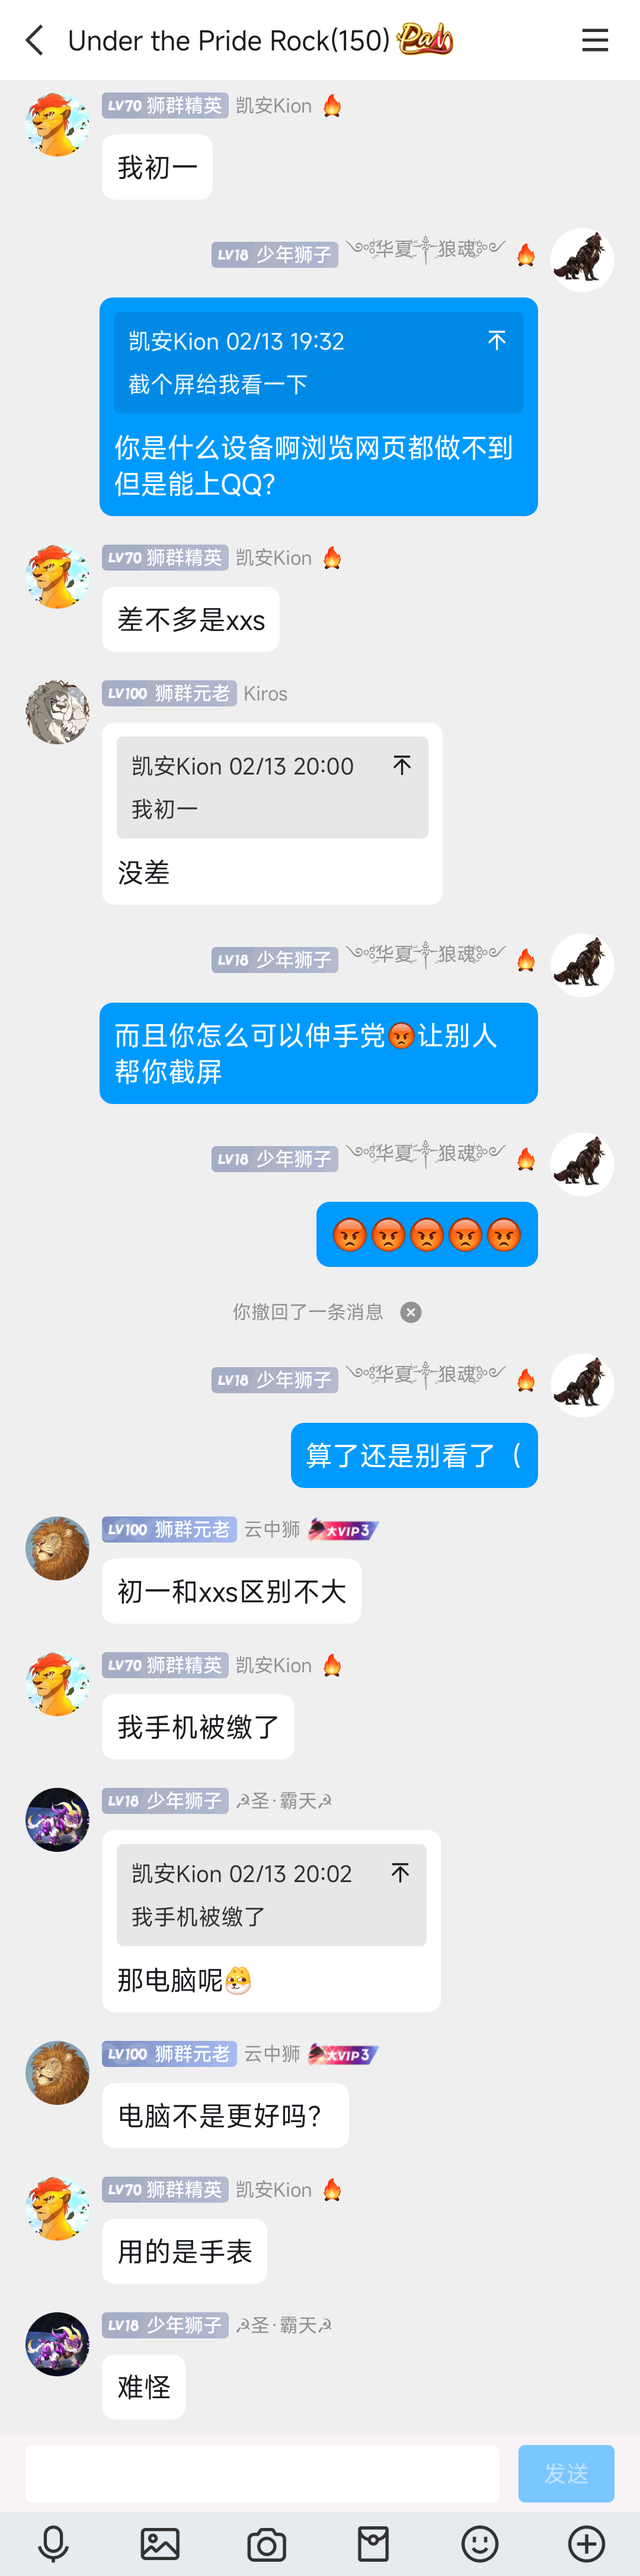 Under the Pride Rock(150)
LV70 狮群精英 凯安Kion
我初一
LV18 少年狮子 ༺华夏༒狼魂༻
凯安Kion 02/13 19:32
截个屏给我看一下
你是什么设备啊浏览网页都做不到
但是能上QQ？
LV70 狮群精英 凯安Kion
差不多是xxs
LV100 狮群元老 Kiros
凯安Kion 02/13 20:00
我初一
没差
LV18 少年狮子 ༺华夏༒狼魂༻
而且你怎么可以伸手党😡让别人
帮你截屏
LV18 少年狮子 ༺华夏༒狼魂༻
😡😡😡😡😡
你撤回了一条消息
LV18 少年狮子 ༺华夏༒狼魂༻
算了还是别看了（
LV100 狮群元老 云中狮 大VIP3
初一和xxs区别不大
LV70 狮群精英 凯安Kion
我手机被缴了
LV18 少年狮子 ☭圣·霸天☭
凯安Kion 02/13 20:02
我手机被缴了
那电脑呢
LV100 狮群元老 云中狮 大VIP3
电脑不是更好吗？
LV70 狮群精英 凯安Kion
用的是手表
LV18 少年狮子 ☭圣·霸天☭
难怪
发送